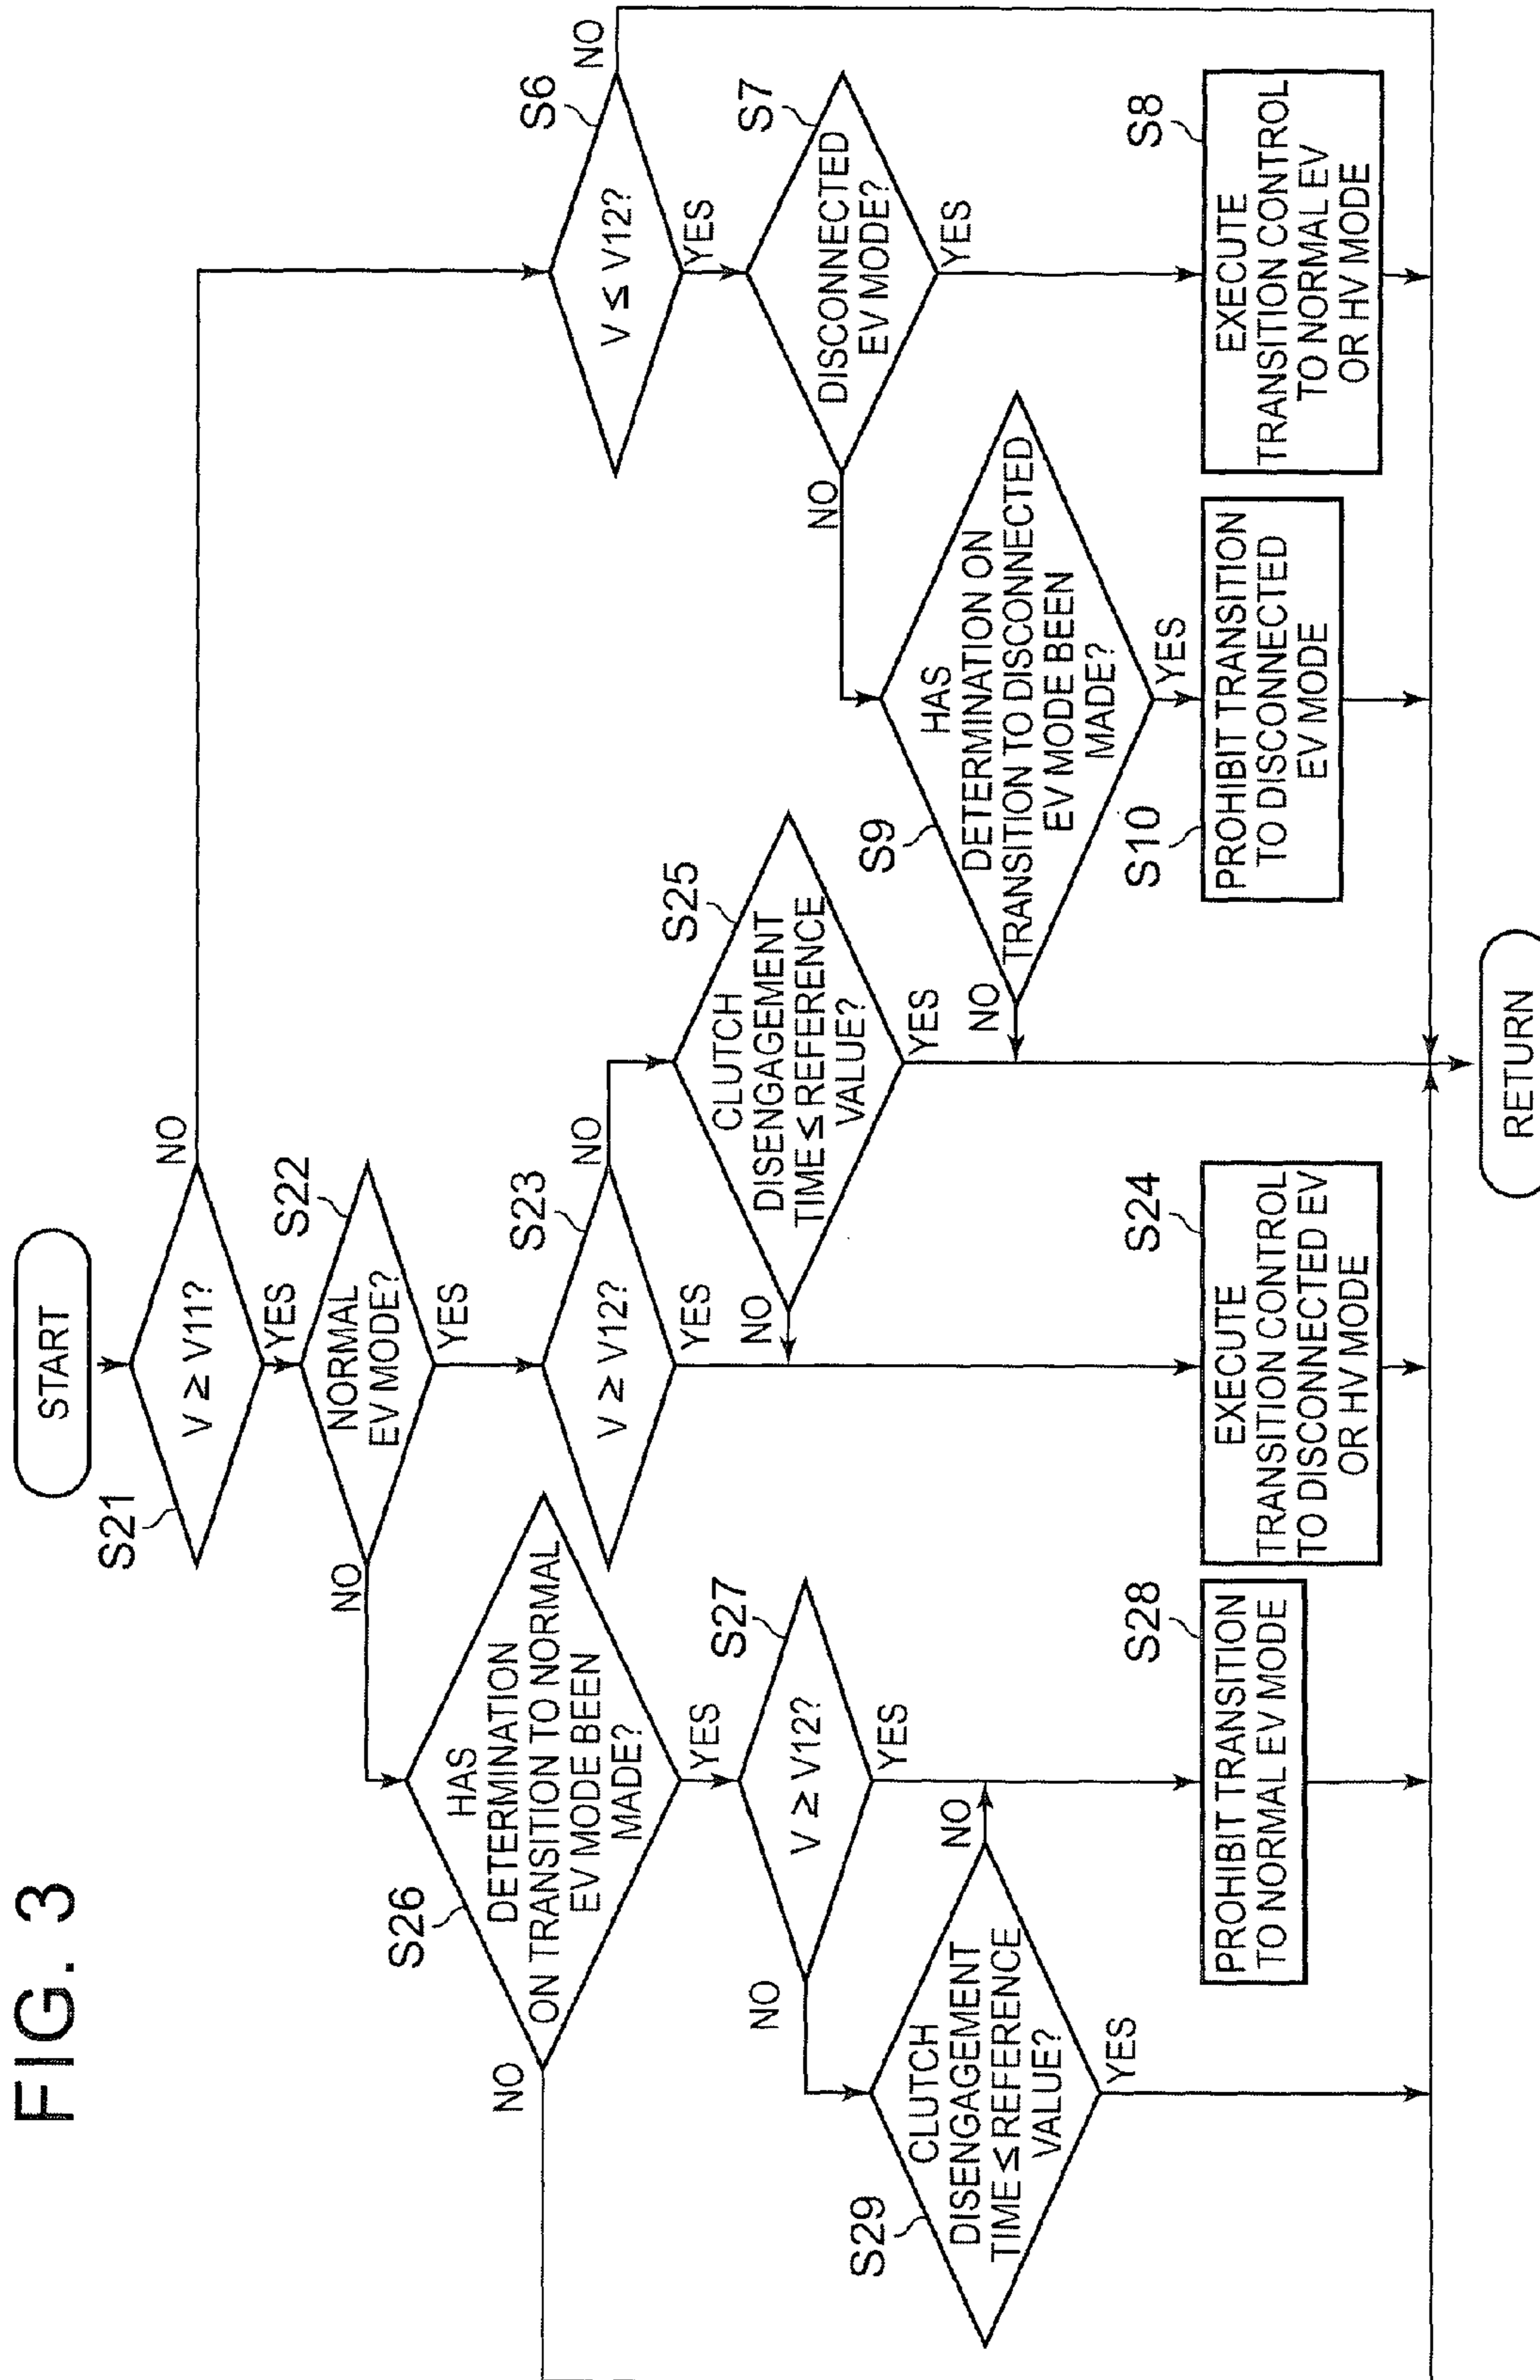 FIG. 3
START
S21
V ≥ V11?
NO
YES
S22
NORMAL
EV MODE?
NO
YES
S26
HAS
DETERMINATION
ON TRANSITION TO NORMAL
EV MODE BEEN
MADE?
NO
YES
S23
V ≥ V12?
NO
YES
S6
V ≤ V12?
NO
YES
S27
V ≥ V12?
NO
YES
S25
CLUTCH
DISENGAGEMENT
TIME ≤ REFERENCE
VALUE?
NO
YES
S7
DISCONNECTED
EV MODE?
NO
YES
S29
CLUTCH
DISENGAGEMENT
TIME ≤ REFERENCE
VALUE?
NO
YES
S9
HAS
DETERMINATION ON
TRANSITION TO DISCONNECTED
EV MODE BEEN
MADE?
NO
YES
S28
PROHIBIT TRANSITION
TO NORMAL EV MODE
S24
EXECUTE
TRANSITION CONTROL
TO DISCONNECTED EV
OR HV MODE
S10
PROHIBIT TRANSITION
TO DISCONNECTED
EV MODE
S8
EXECUTE
TRANSITION CONTROL
TO NORMAL EV
OR HV MODE
RETURN